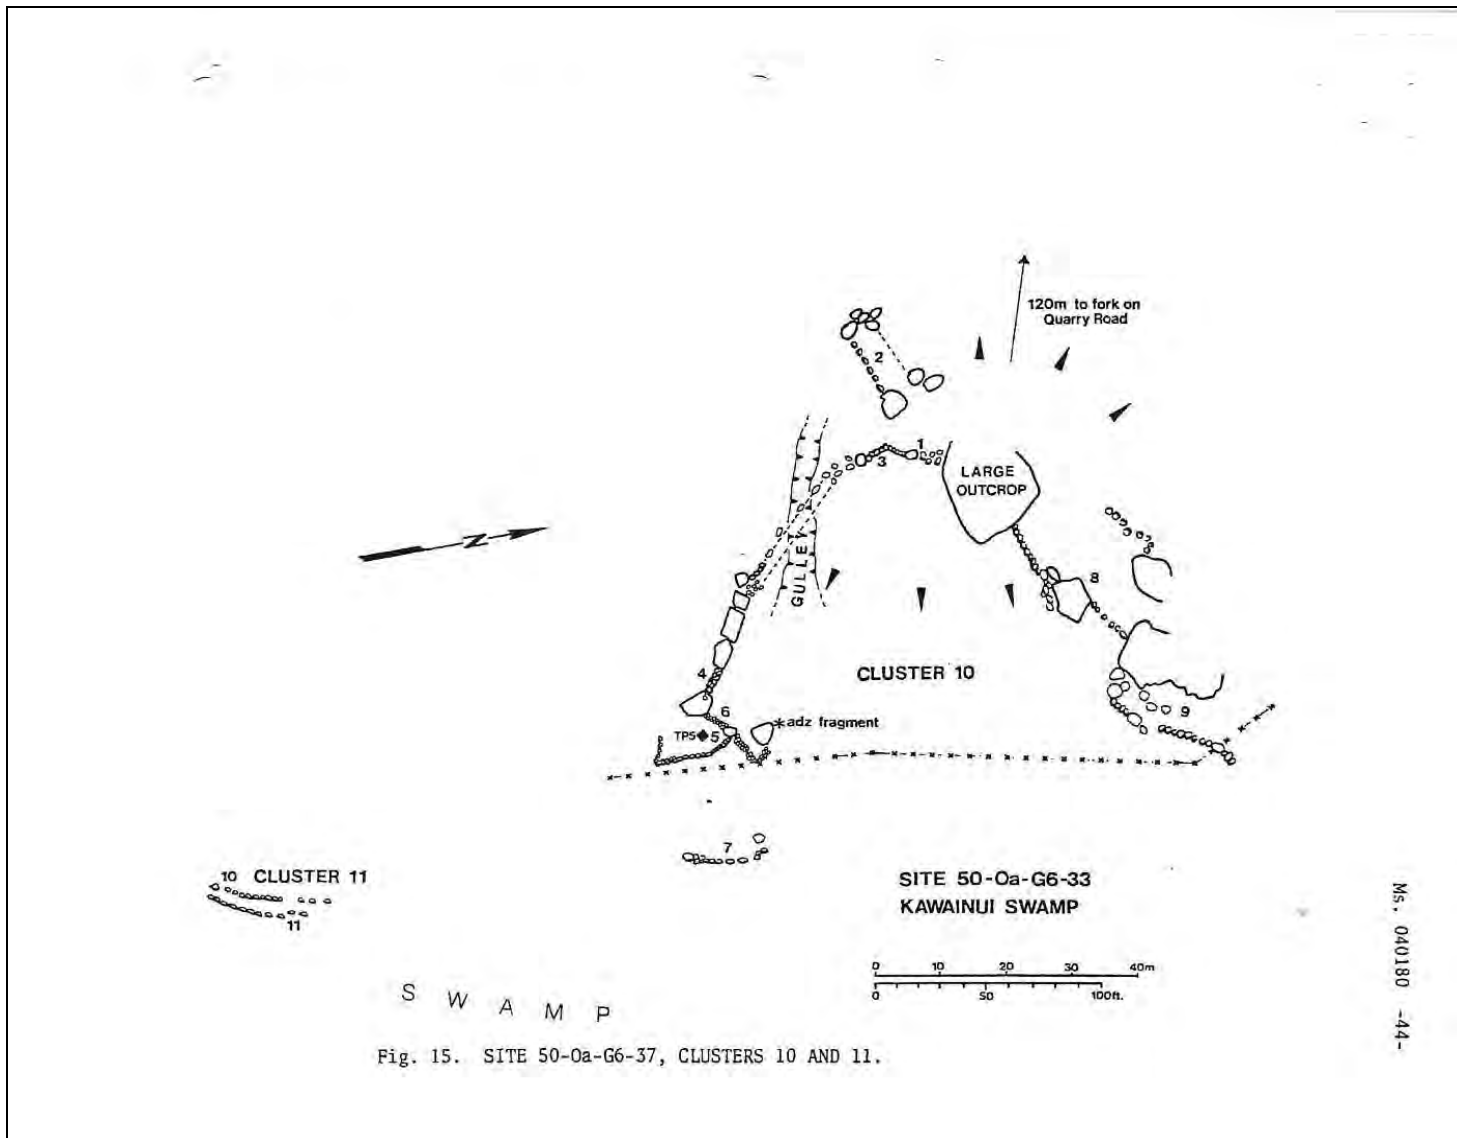 120m to fork on
Quarry Road
2
1
3
LARGE
OUTCROP
N
GULLEY
8
4
CLUSTER 10
6
*adz fragment
TP5 5
9
7
10 CLUSTER 11
11
SITE 50-Oa-G6-33
KAWAINUI SWAMP
0 10 20 30 40m
0 50 100ft.
SWAMP
Fig. 15. SITE 50-Oa-G6-37, CLUSTERS 10 AND 11.
Ms. 040180 -44-